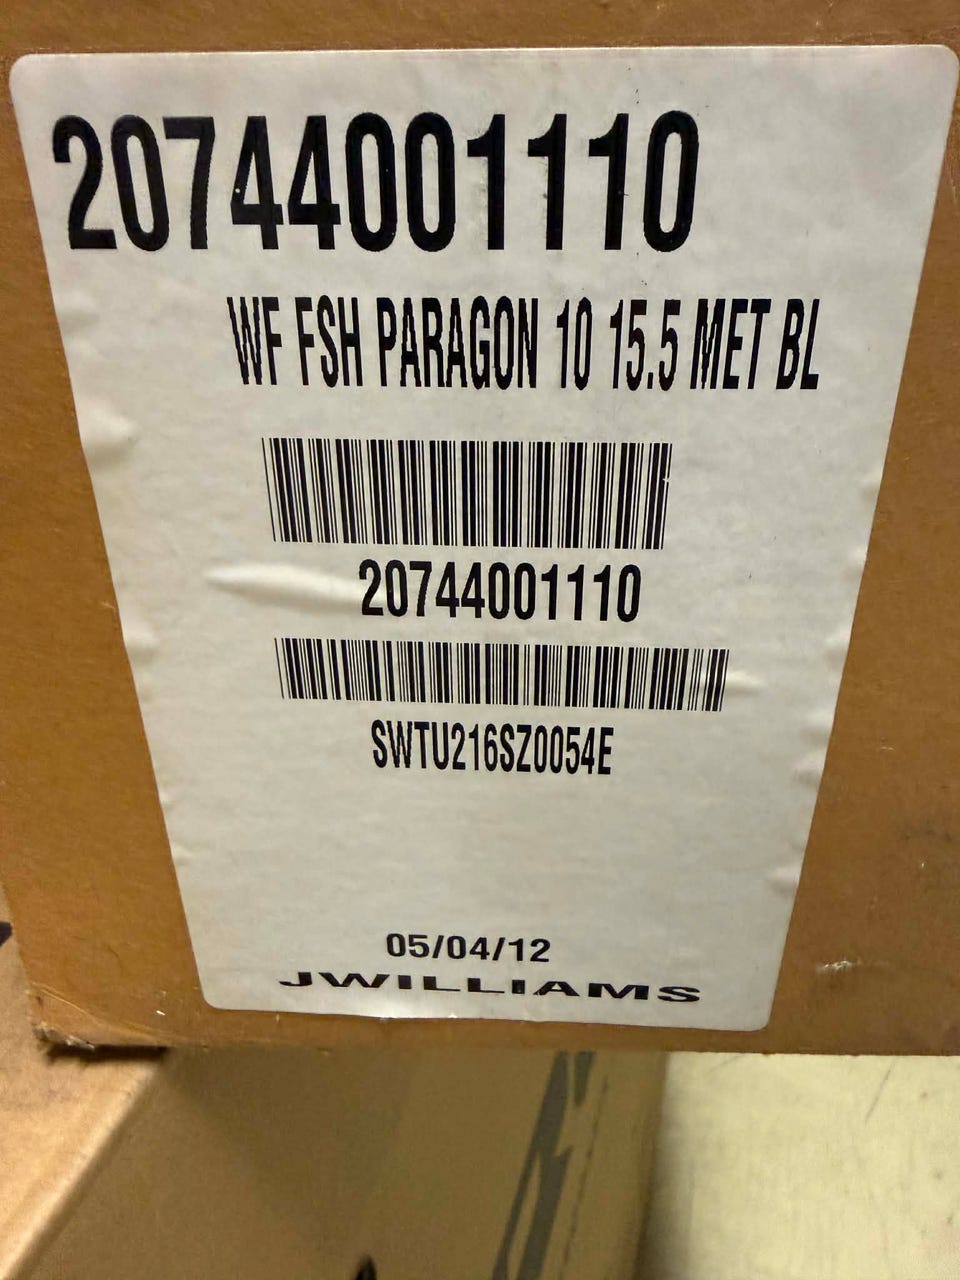 20744001110
WF FSH PARAGON 10 15.5 MET BL
20744001110
SWTU216SZ0054E
05/04/12
JWILLIAMS